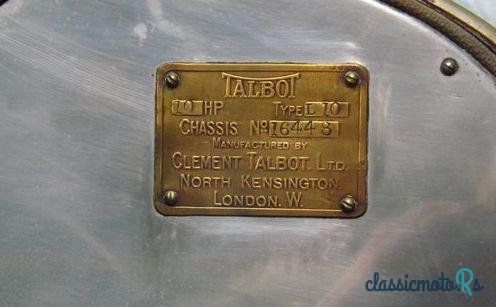 TALBOT
10 HP TYPE L 10
CHASSIS No 16448
MANUFACTURED BY
CLEMENT TALBOT. LTD.
NORTH KENSINGTON.
LONDON. W.
classicmotoRs